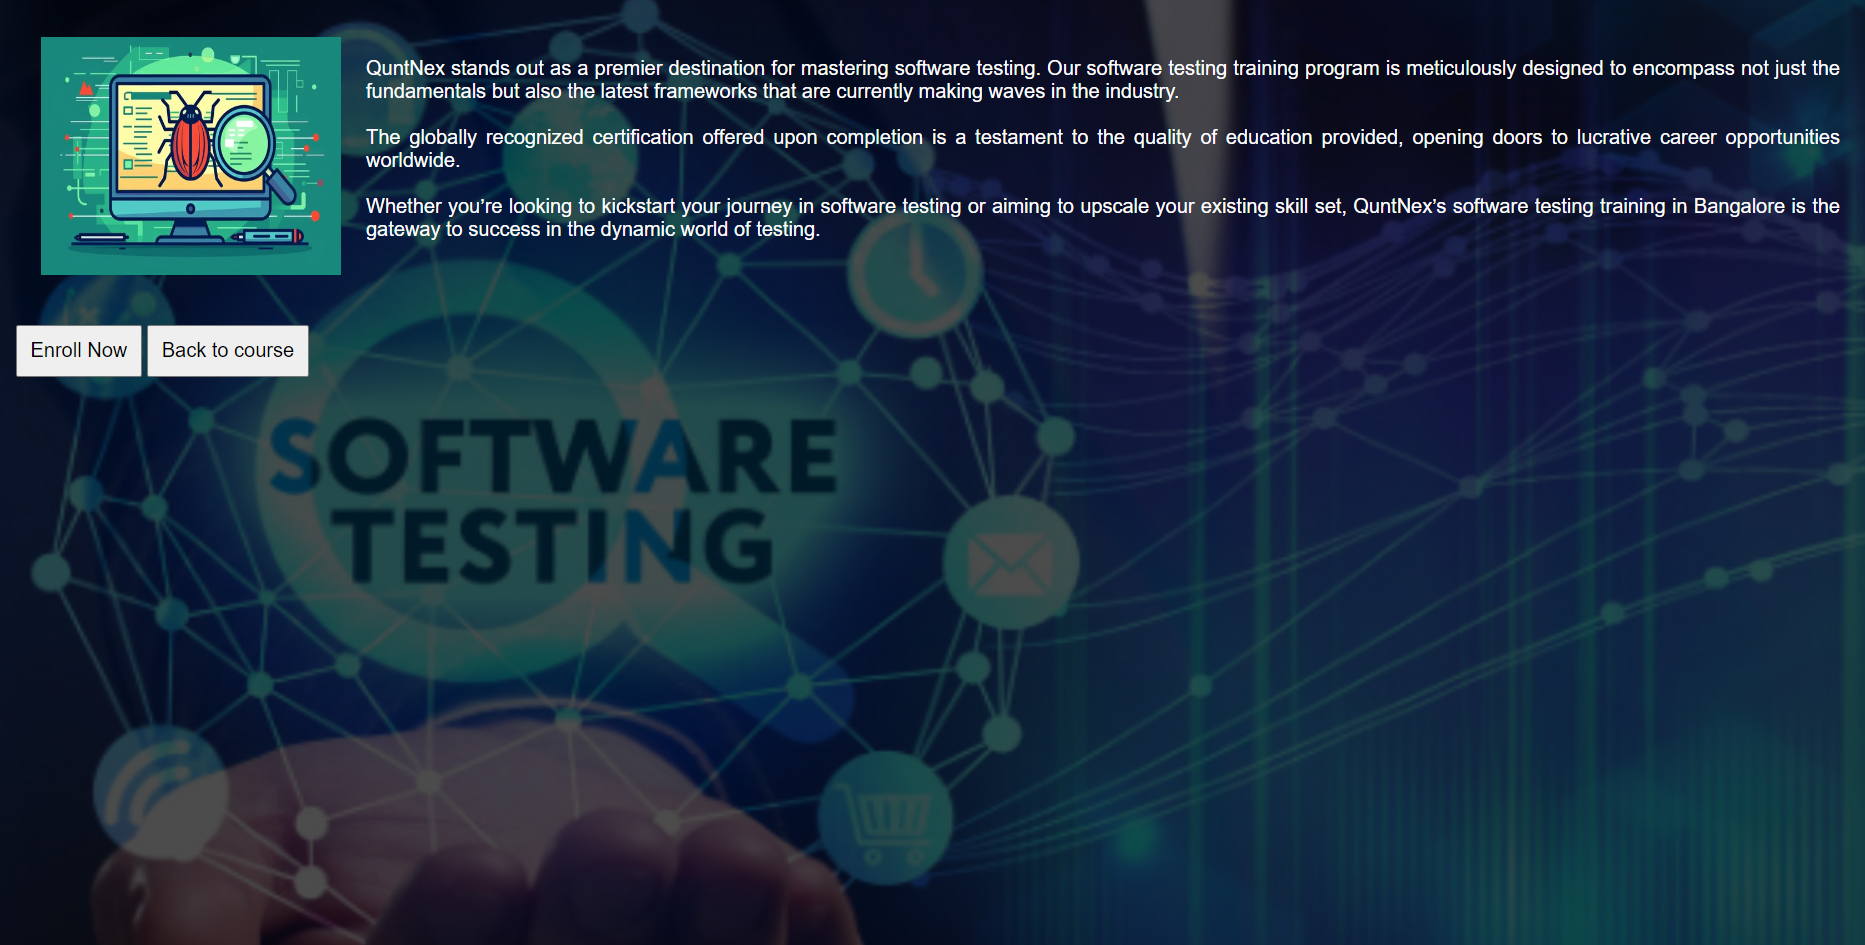 QuntNex stands out as a premier destination for mastering software testing. Our software testing training program is meticulously designed to encompass not just the
fundamentals but also the latest frameworks that are currently making waves in the industry.
The globally recognized certification offered upon completion is a testament to the quality of education provided, opening doors to lucrative career opportunities
worldwide.
Whether you’re looking to kickstart your journey in software testing or aiming to upscale your existing skill set, QuntNex’s software testing training in Bangalore is the
gateway to success in the dynamic world of testing.
Enroll Now
Back to course
SOFTWARE
TESTING